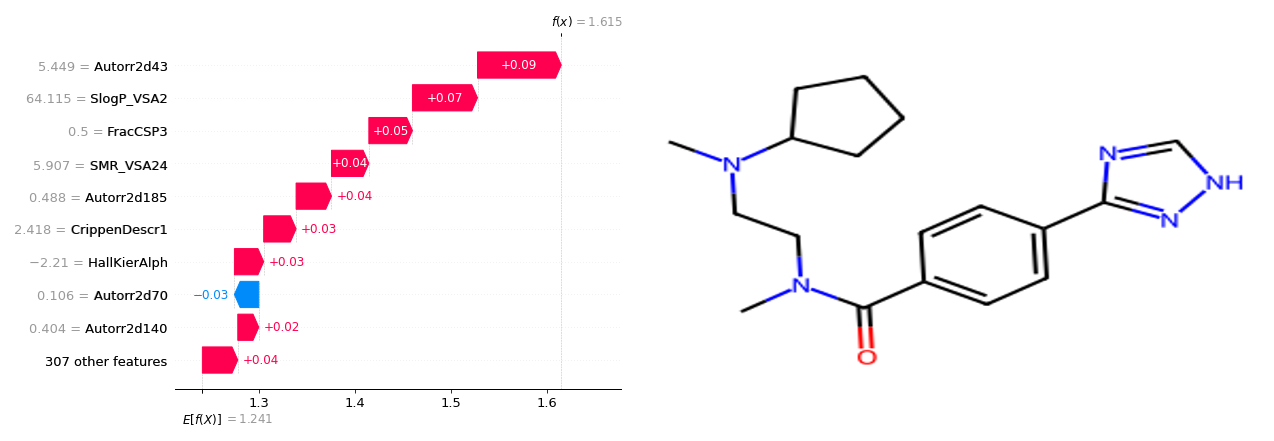 f(x) = 1.615
5.449 = Autorr2d43
+0.09
64.115 = SlogP_VSA2
+0.07
0.5 = FracCSP3
+0.05
5.907 = SMR_VSA24
+0.04
0.488 = Autorr2d185
+0.04
2.418 = CrippenDescr1
+0.03
−2.21 = HallKierAlph
+0.03
0.106 = Autorr2d70
−0.03
0.404 = Autorr2d140
+0.02
307 other features
+0.04
1.3 1.4 1.5 1.6
E[f(X)] = 1.241
N
N
O
N
NH
N